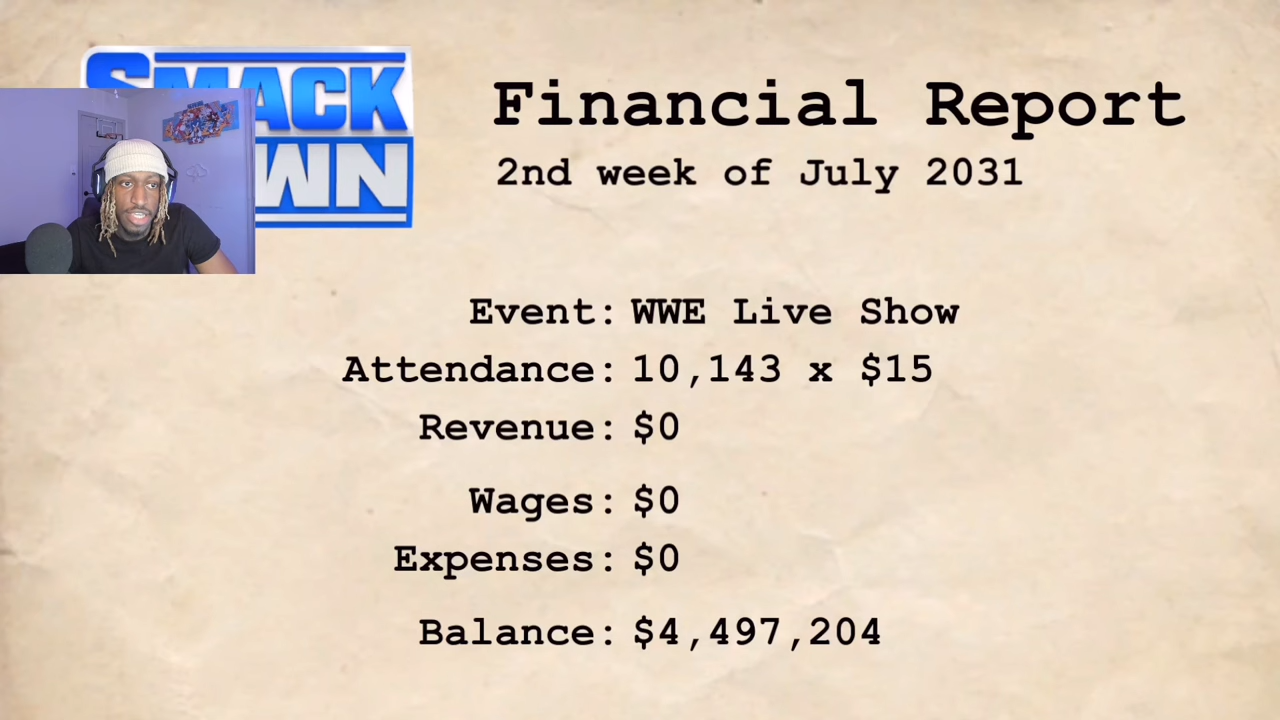 SMACK
Financial Report
2nd week of July 2031
Event: WWE Live Show
Attendance: 10,143 x $15
Revenue: $0
Wages: $0
Expenses: $0
Balance: $4,497,204